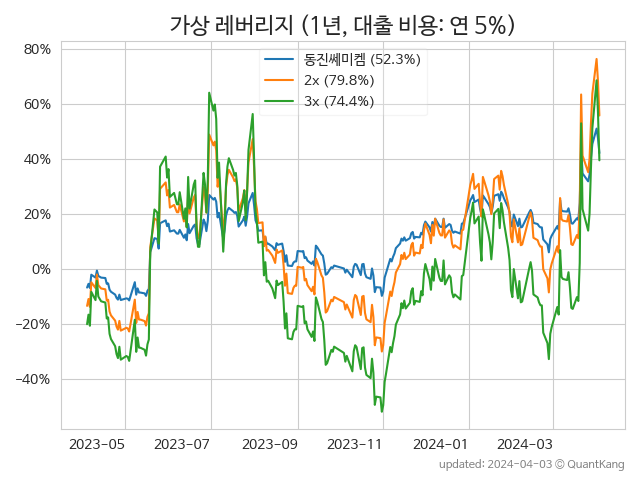 가상 레버리지 (1년, 대출 비용: 연 5%)
동진쎄미켐 (52.3%)
2x (79.8%)
3x (74.4%)
80%
60%
40%
20%
0%
−20%
−40%
2023−05
2023−07
2023−09
2023−11
2024−01
2024−03
updated: 2024-04-03 © QuantKang